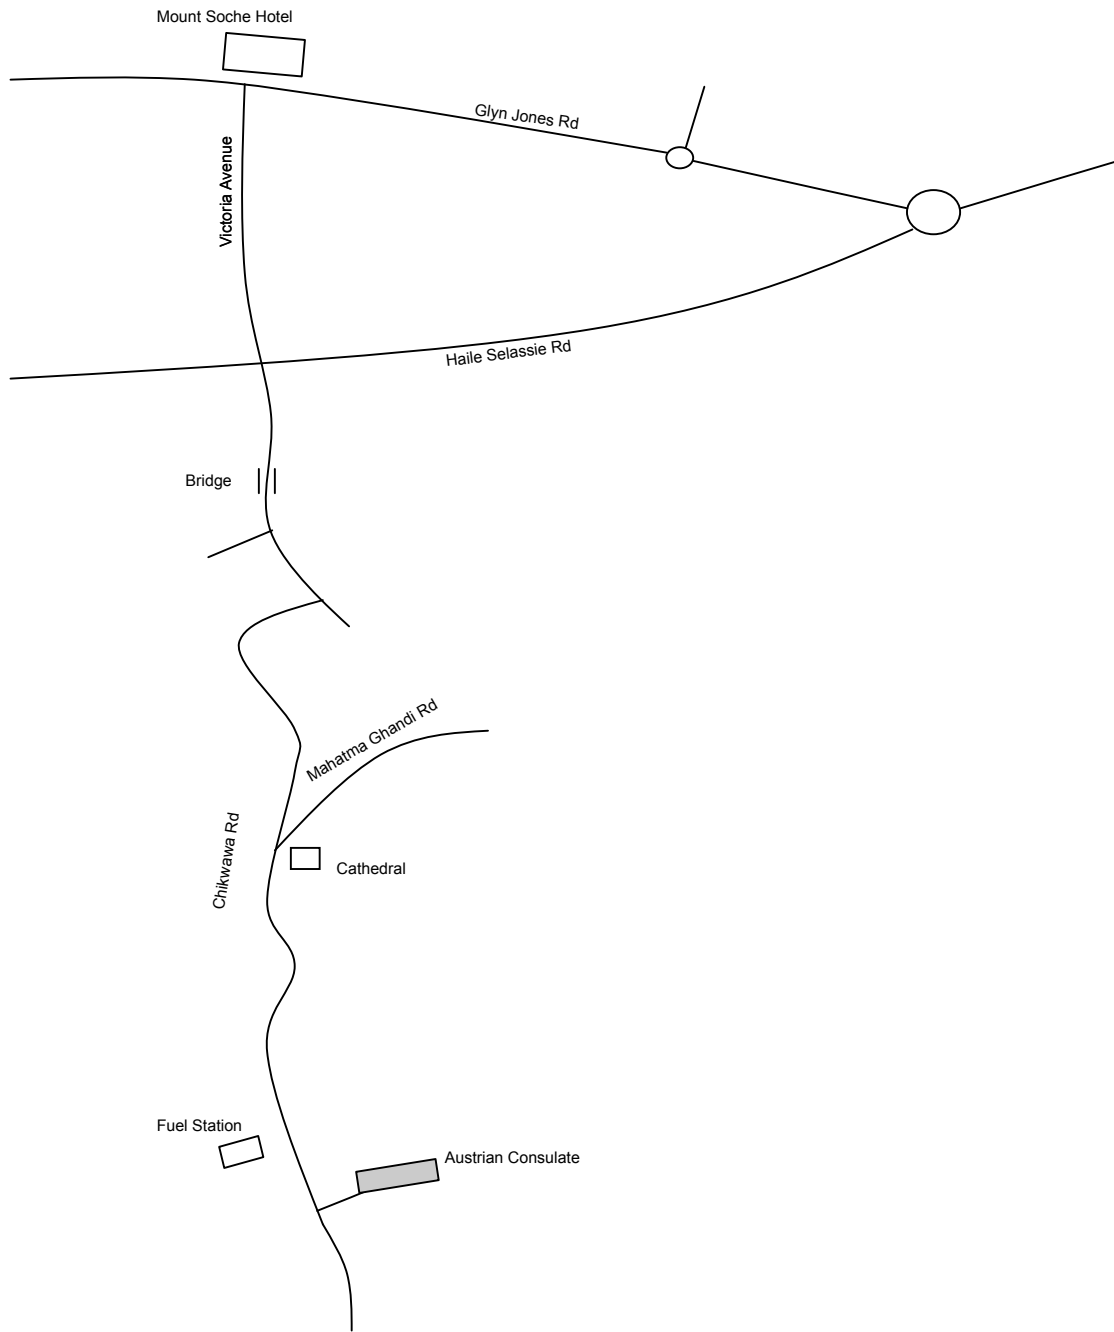 Mount Soche Hotel
Glyn Jones Rd
Victoria Avenue
Haile Selassie Rd
Bridge
Mahatma Ghandi Rd
Chikwawa Rd
Cathedral
Fuel Station
Austrian Consulate